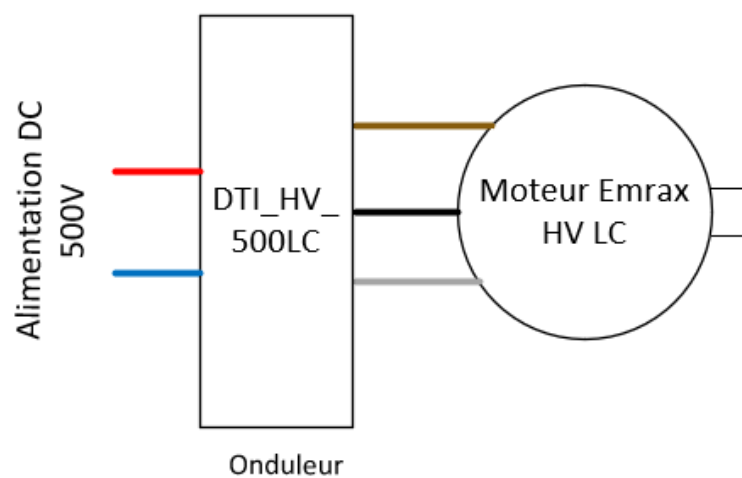 Alimentation DC
500V
DTI_HV_
500LC
Moteur Emrax
HV LC
Onduleur